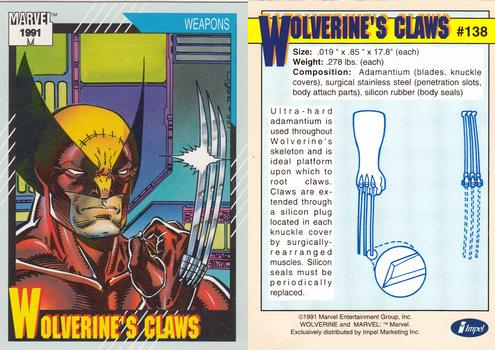 MARVEL
1991
M
WEAPONS
WOLVERINE'S CLAWS
WOLVERINE'S CLAWS #138
Size: .019 " x .85 " x 17.8" (each)
Weight: .278 lbs. (each)
Composition: Adamantium (blades, knuckle
covers), surgical stainless steel (penetration slots,
body attach parts), silicon rubber (body seals)
Ultra-hard
adamantium is
used throughout
Wolverine's
skeleton and is
ideal platform
upon which to
root claws.
Claws are ex-
tended through
a silicon plug
located in each
knuckle cover
by surgically-
rearranged
muscles. Silicon
seals must be
periodically
replaced.
©1991 Marvel Entertainment Group, Inc.
WOLVERINE and MARVEL: ™ Marvel.
Exclusively distributed by Impel Marketing Inc.
Impel